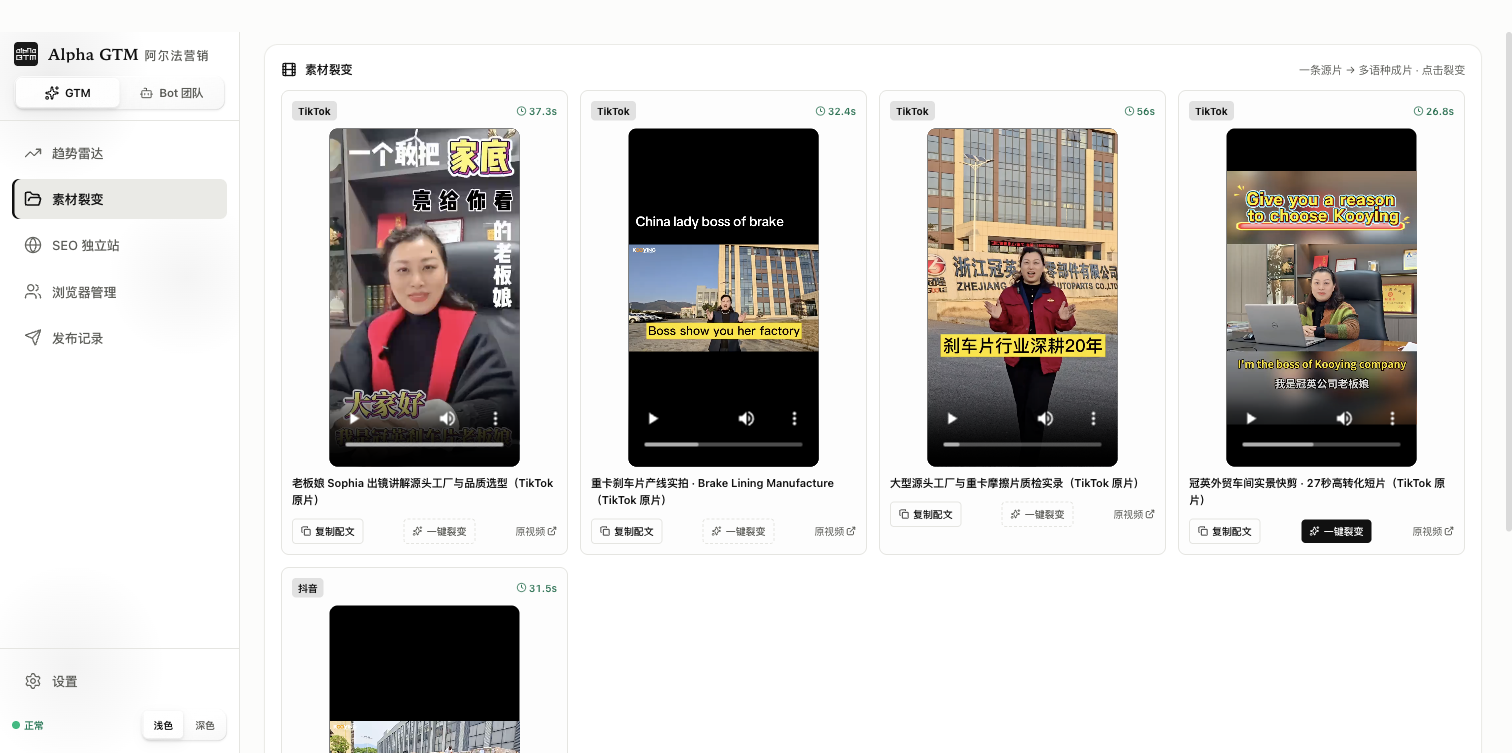 Alpha GTM 阿尔法营销
GTM
Bot 团队
趋势雷达
素材裂变
SEO 独立站
浏览器管理
发布记录
设置
正常
浅色
深色
素材裂变
一条源片 → 多语种成片 · 点击裂变
TikTok
37.3s
一个敢把 家底
亮给你看
的老板娘
大家好
老板娘 Sophia 出镜讲解源头工厂与品质选型（TikTok
原片）
复制配文
一键裂变
原视频
TikTok
32.4s
China lady boss of brake
KOOYING
Boss show you her factory
重卡刹车片产线实拍 · Brake Lining Manufacture
（TikTok 原片）
复制配文
一键裂变
原视频
TikTok
56s
浙江冠英
零部件有限公司
ZHEJIANG
AUTOPARTS CO.,LTD
刹车片行业深耕20年
大型源头工厂与重卡摩擦片质检实录（TikTok 原片）
复制配文
一键裂变
原视频
TikTok
26.8s
Give you a reason
to choose Kooying
I'm the boss of Kooying company
我是冠英公司老板娘
冠英外贸车间实景快剪 · 27秒高转化短片（TikTok 原
片）
复制配文
一键裂变
原视频
抖音
31.5s